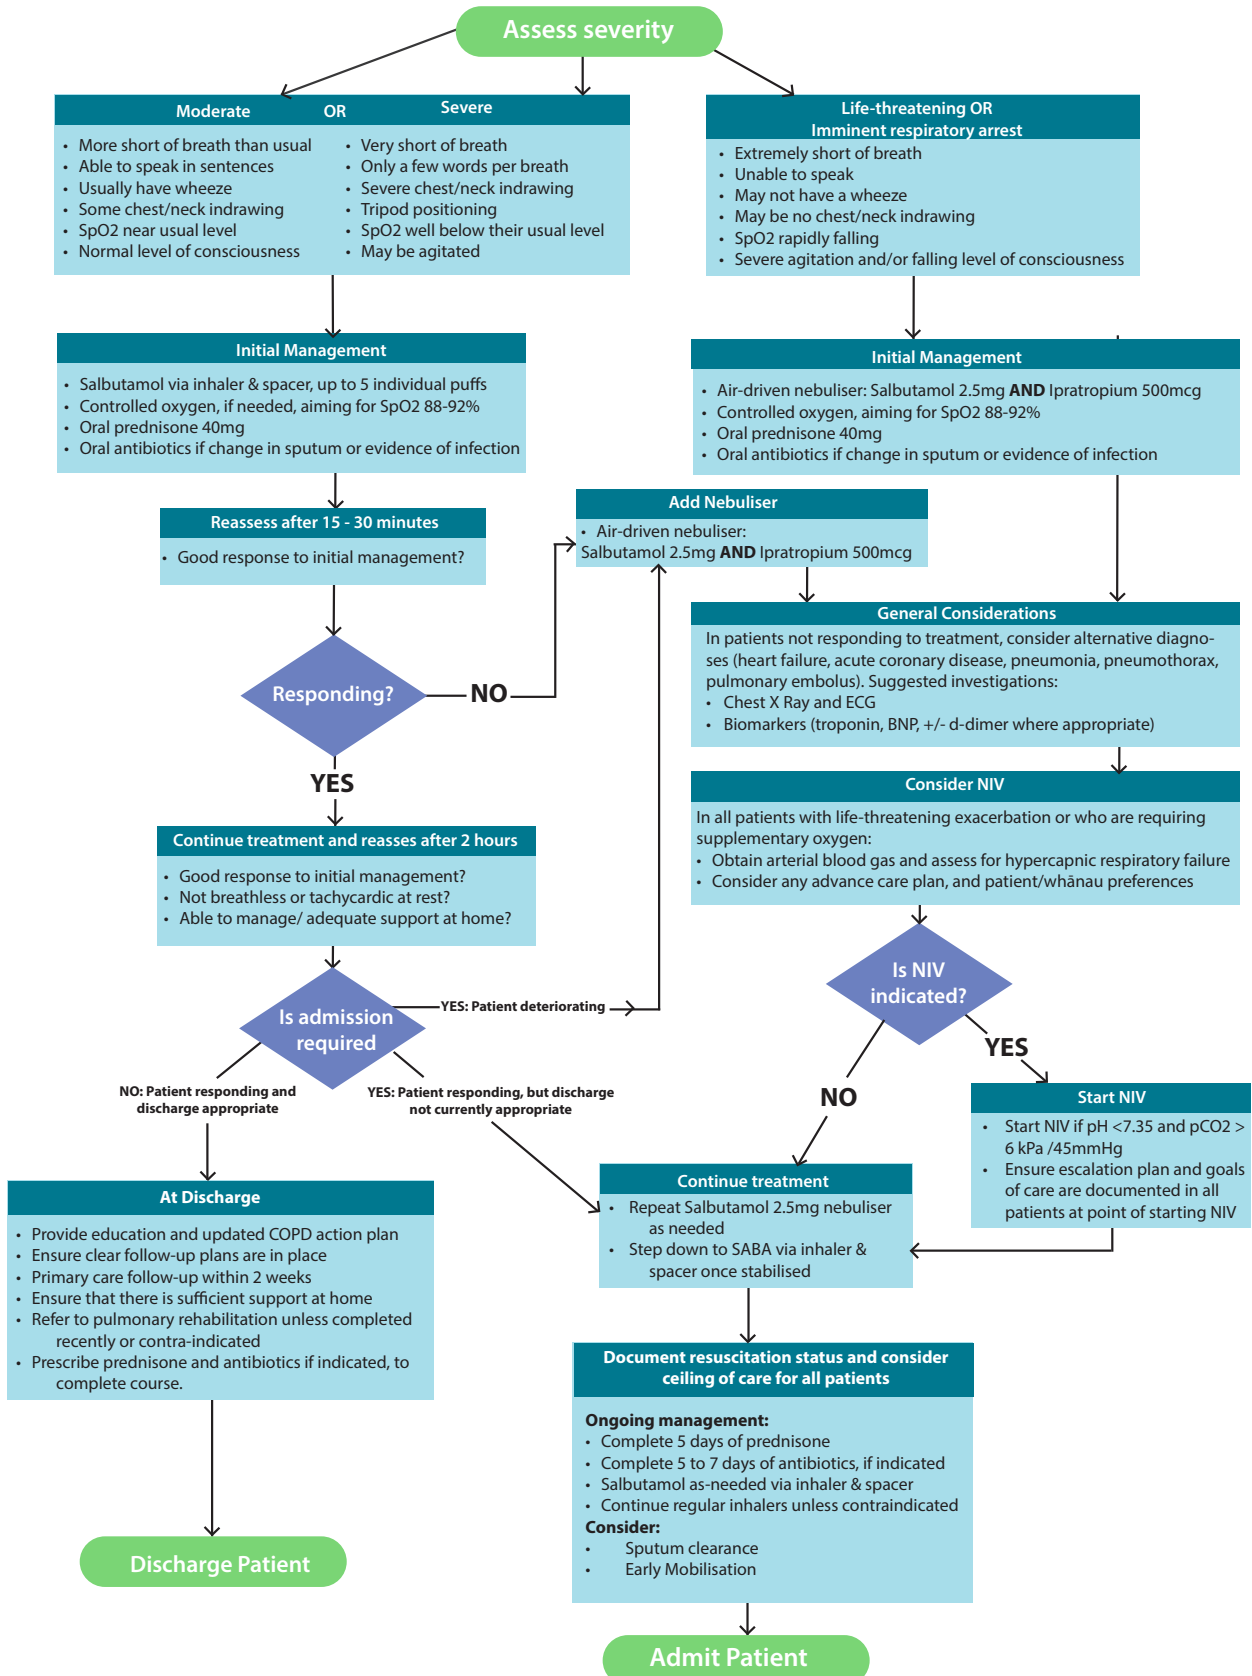 Assess severity
Moderate OR Severe
• More short of breath than usual
• Able to speak in sentences
• Usually have wheeze
• Some chest/neck indrawing
• SpO2 near usual level
• Normal level of consciousness
• Very short of breath
• Only a few words per breath
• Severe chest/neck indrawing
• Tripod positioning
• SpO2 well below their usual level
• May be agitated
Life-threatening OR
Imminent respiratory arrest
• Extremely short of breath
• Unable to speak
• May not have a wheeze
• May be no chest/neck indrawing
• SpO2 rapidly falling
• Severe agitation and/or falling level of consciousness
Initial Management
• Salbutamol via inhaler & spacer, up to 5 individual puffs
• Controlled oxygen, if needed, aiming for SpO2 88-92%
• Oral prednisone 40mg
• Oral antibiotics if change in sputum or evidence of infection
Initial Management
• Air-driven nebuliser: Salbutamol 2.5mg AND Ipratropium 500mcg
• Controlled oxygen, aiming for SpO2 88-92%
• Oral prednisone 40mg
• Oral antibiotics if change in sputum or evidence of infection
Reassess after 15 - 30 minutes
• Good response to initial management?
Add Nebuliser
• Air-driven nebuliser:
Salbutamol 2.5mg AND Ipratropium 500mcg
Responding?
NO
YES
General Considerations
In patients not responding to treatment, consider alternative diagno-
ses (heart failure, acute coronary disease, pneumonia, pneumothorax,
pulmonary embolus). Suggested investigations:
• Chest X Ray and ECG
• Biomarkers (troponin, BNP, +/- d-dimer where appropriate)
Continue treatment and reasses after 2 hours
• Good response to initial management?
• Not breathless or tachycardic at rest?
• Able to manage/ adequate support at home?
Consider NIV
In all patients with life-threatening exacerbation or who are requiring
supplementary oxygen:
• Obtain arterial blood gas and assess for hypercapnic respiratory failure
• Consider any advance care plan, and patient/whānau preferences
Is admission
required
YES: Patient deteriorating
NO: Patient responding and
discharge appropriate
YES: Patient responding, but discharge
not currently appropriate
Is NIV
indicated?
YES
NO
Start NIV
• Start NIV if pH <7.35 and pCO2 >
6 kPa /45mmHg
• Ensure escalation plan and goals
of care are documented in all
patients at point of starting NIV
At Discharge
• Provide education and updated COPD action plan
• Ensure clear follow-up plans are in place
• Primary care follow-up within 2 weeks
• Ensure that there is sufficient support at home
• Refer to pulmonary rehabilitation unless completed
recently or contra-indicated
• Prescribe prednisone and antibiotics if indicated, to
complete course.
Continue treatment
• Repeat Salbutamol 2.5mg nebuliser
as needed
• Step down to SABA via inhaler &
spacer once stabilised
Document resuscitation status and consider
ceiling of care for all patients
Ongoing management:
• Complete 5 days of prednisone
• Complete 5 to 7 days of antibiotics, if indicated
• Salbutamol as-needed via inhaler & spacer
• Continue regular inhalers unless contraindicated
Consider:
• Sputum clearance
• Early Mobilisation
Discharge Patient
Admit Patient